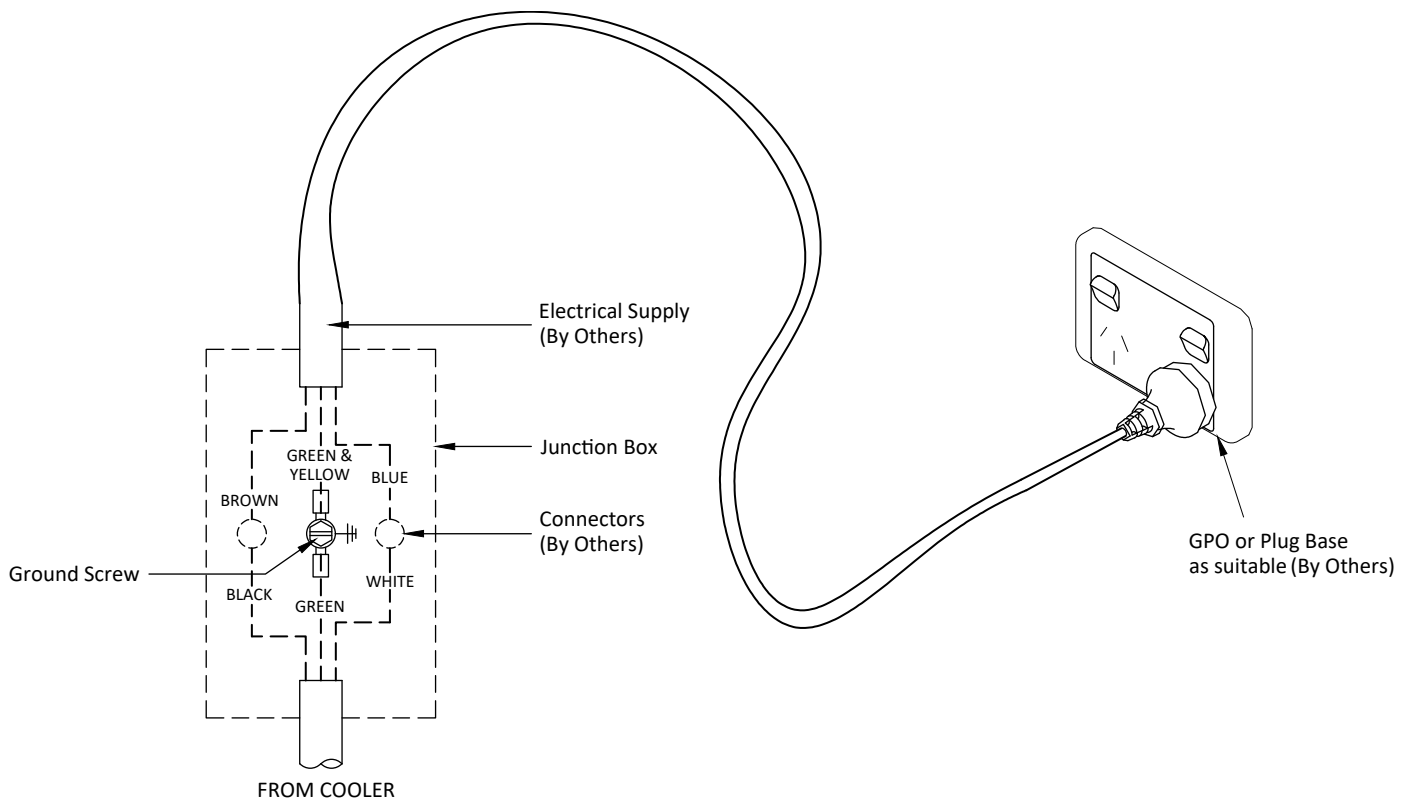 Electrical Supply
(By Others)
Junction Box
GREEN &
YELLOW
BLUE
BROWN
Connectors
(By Others)
GPO or Plug Base
as suitable (By Others)
Ground Screw
WHITE
BLACK
GREEN
FROM COOLER